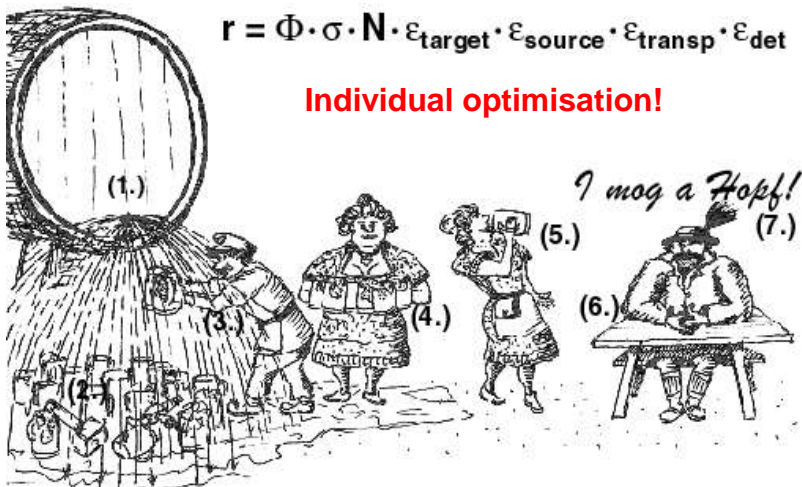 r = Φ·σ·N·ε_target·ε_source·ε_transp·ε_det
Individual optimisation!
(1.)
I mog a Hopf!
(7.)
(5.)
(3.)
(4.)
(6.)
(2.)